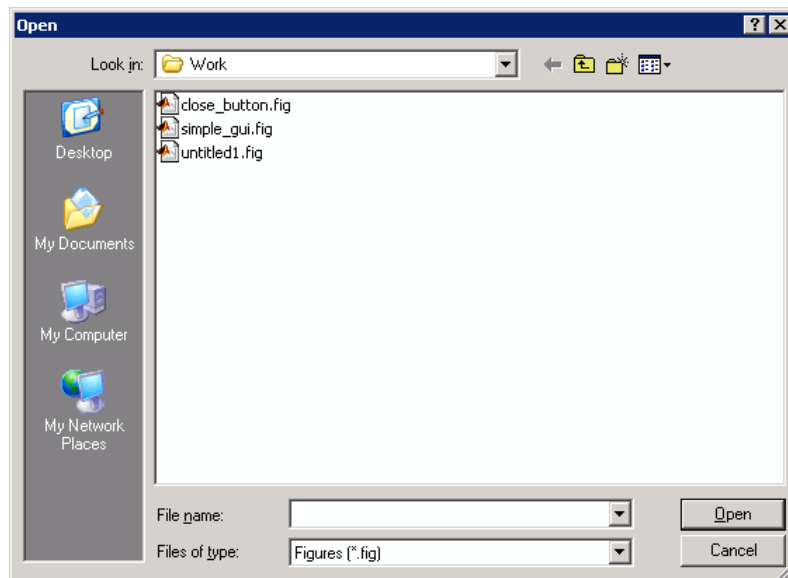 Open
Look in: Work
close_button.fig
simple_gui.fig
untitled1.fig
Desktop
My Documents
My Computer
My Network
Places
File name: Open
Files of type: Figures (*.fig) Cancel